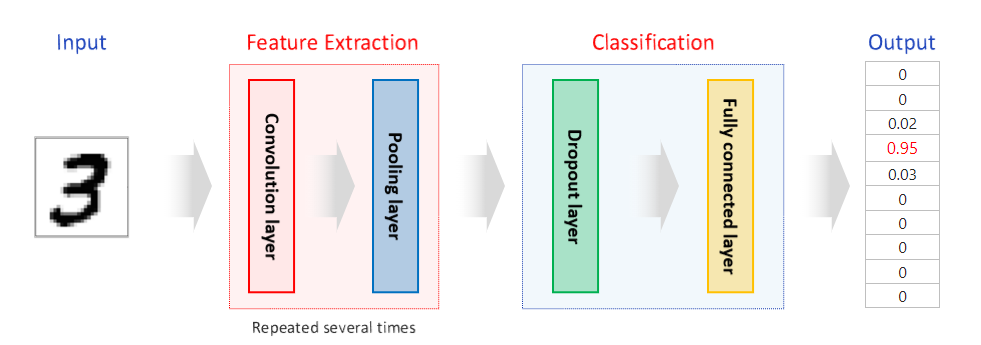 Input
Feature Extraction
Classification
Output
3
Convolution layer
Pooling layer
Dropout layer
Fully connected layer
0
0
0.02
0.95
0.03
0
0
0
0
0
Repeated several times